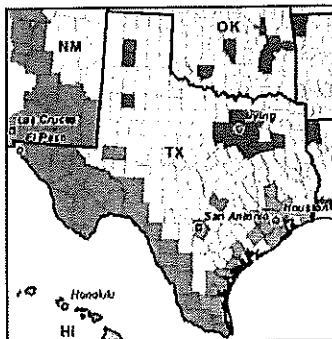 NM
OK
Las Cruces
El Paso
Irving
TX
San Antonio
Houston
Honolulu
HI